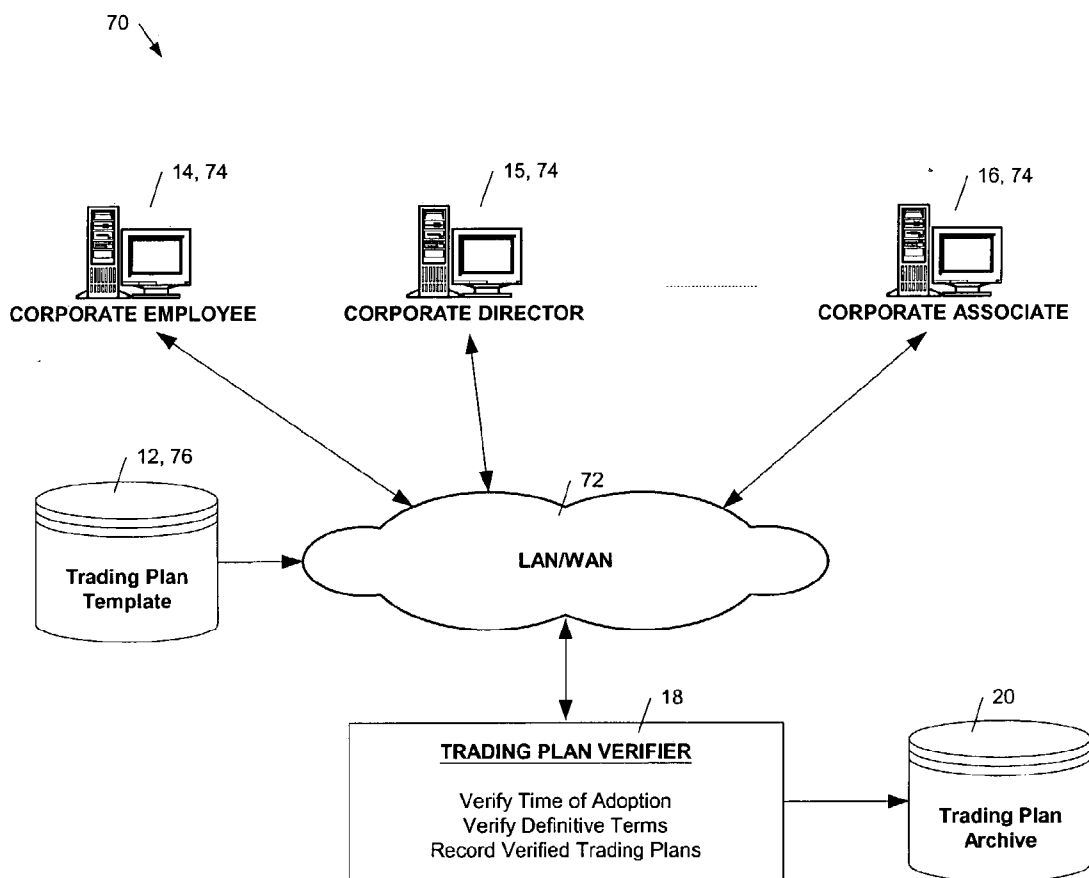 70
14, 74
15, 74
16, 74
CORPORATE EMPLOYEE
CORPORATE DIRECTOR
CORPORATE ASSOCIATE
12, 76
72
Trading Plan
Template
LAN/WAN
18
20
TRADING PLAN VERIFIER
Verify Time of Adoption
Verify Definitive Terms
Record Verified Trading Plans
Trading Plan
Archive